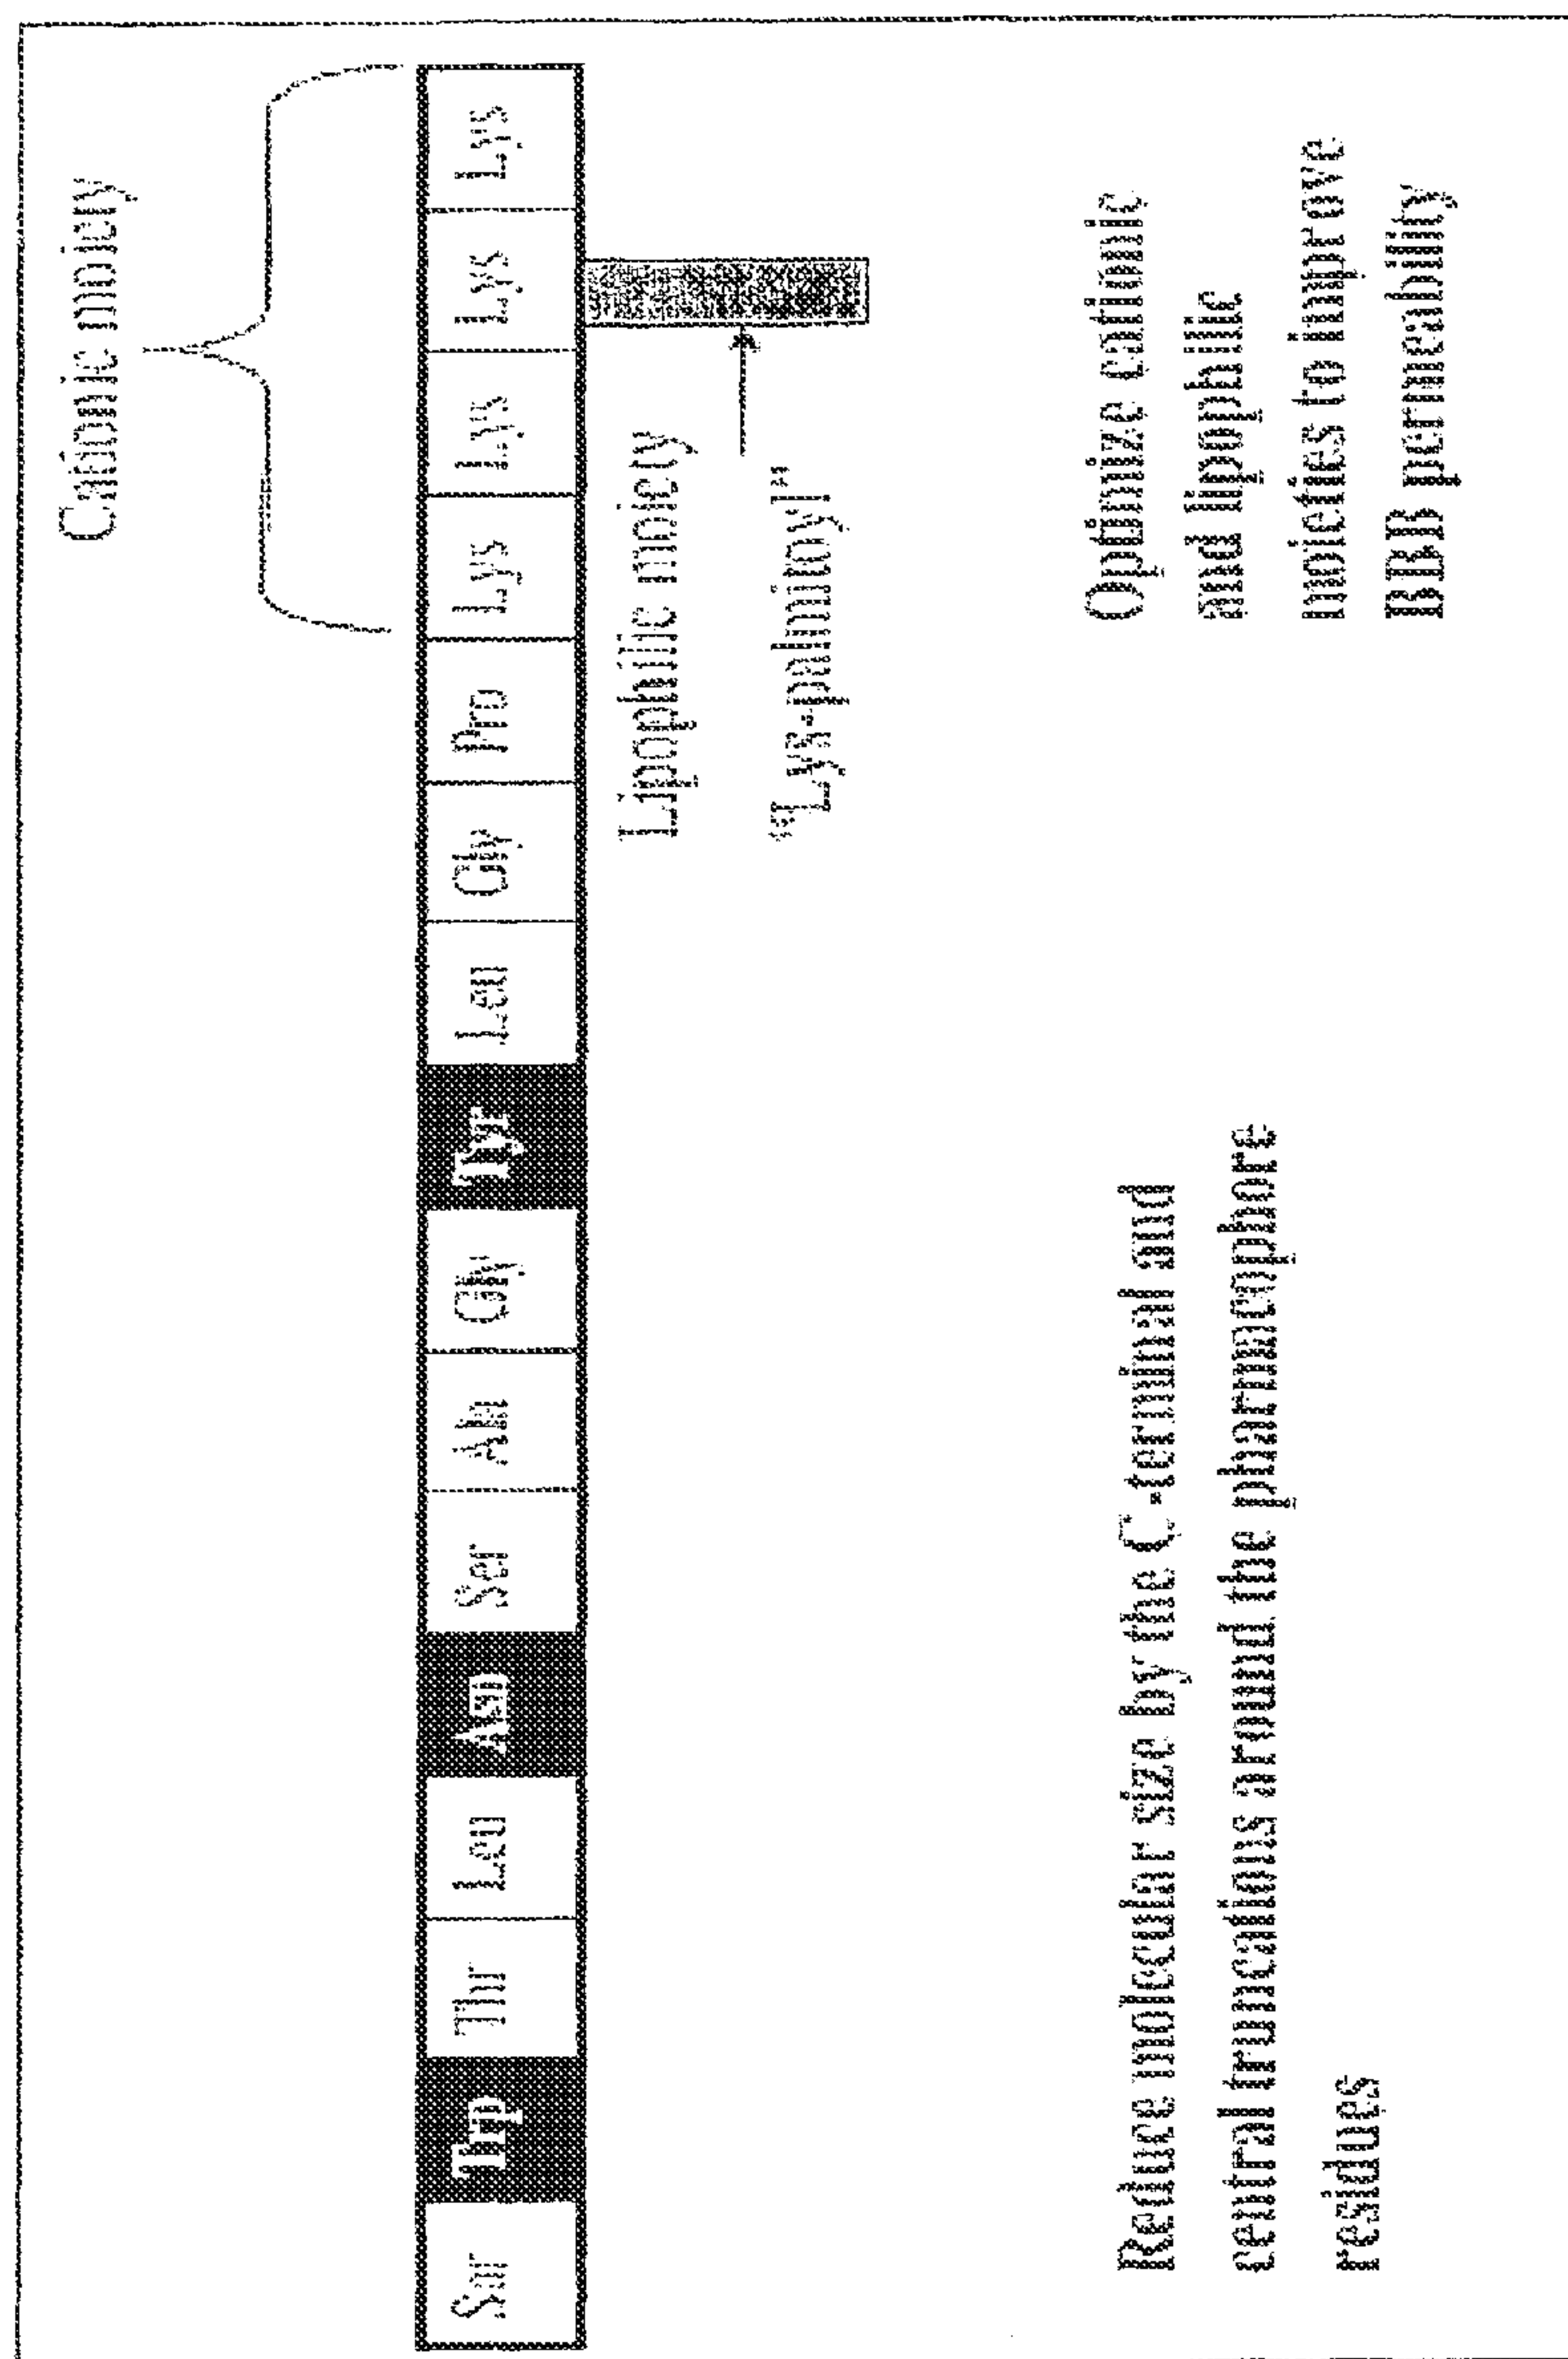 Cationic moiety
Sar Trp Thr Leu Asn Ser Ala Gly Tyr Leu Gly Pro Lys Lys Lys Lys
Lipophilic moiety
"Lys-palmitoyl"
Reduce molecular size by the C-terminal and
central truncations around the pharmacophore
residues
Optimize cationic
and lipophilic
moieties to improve
BBB permeability